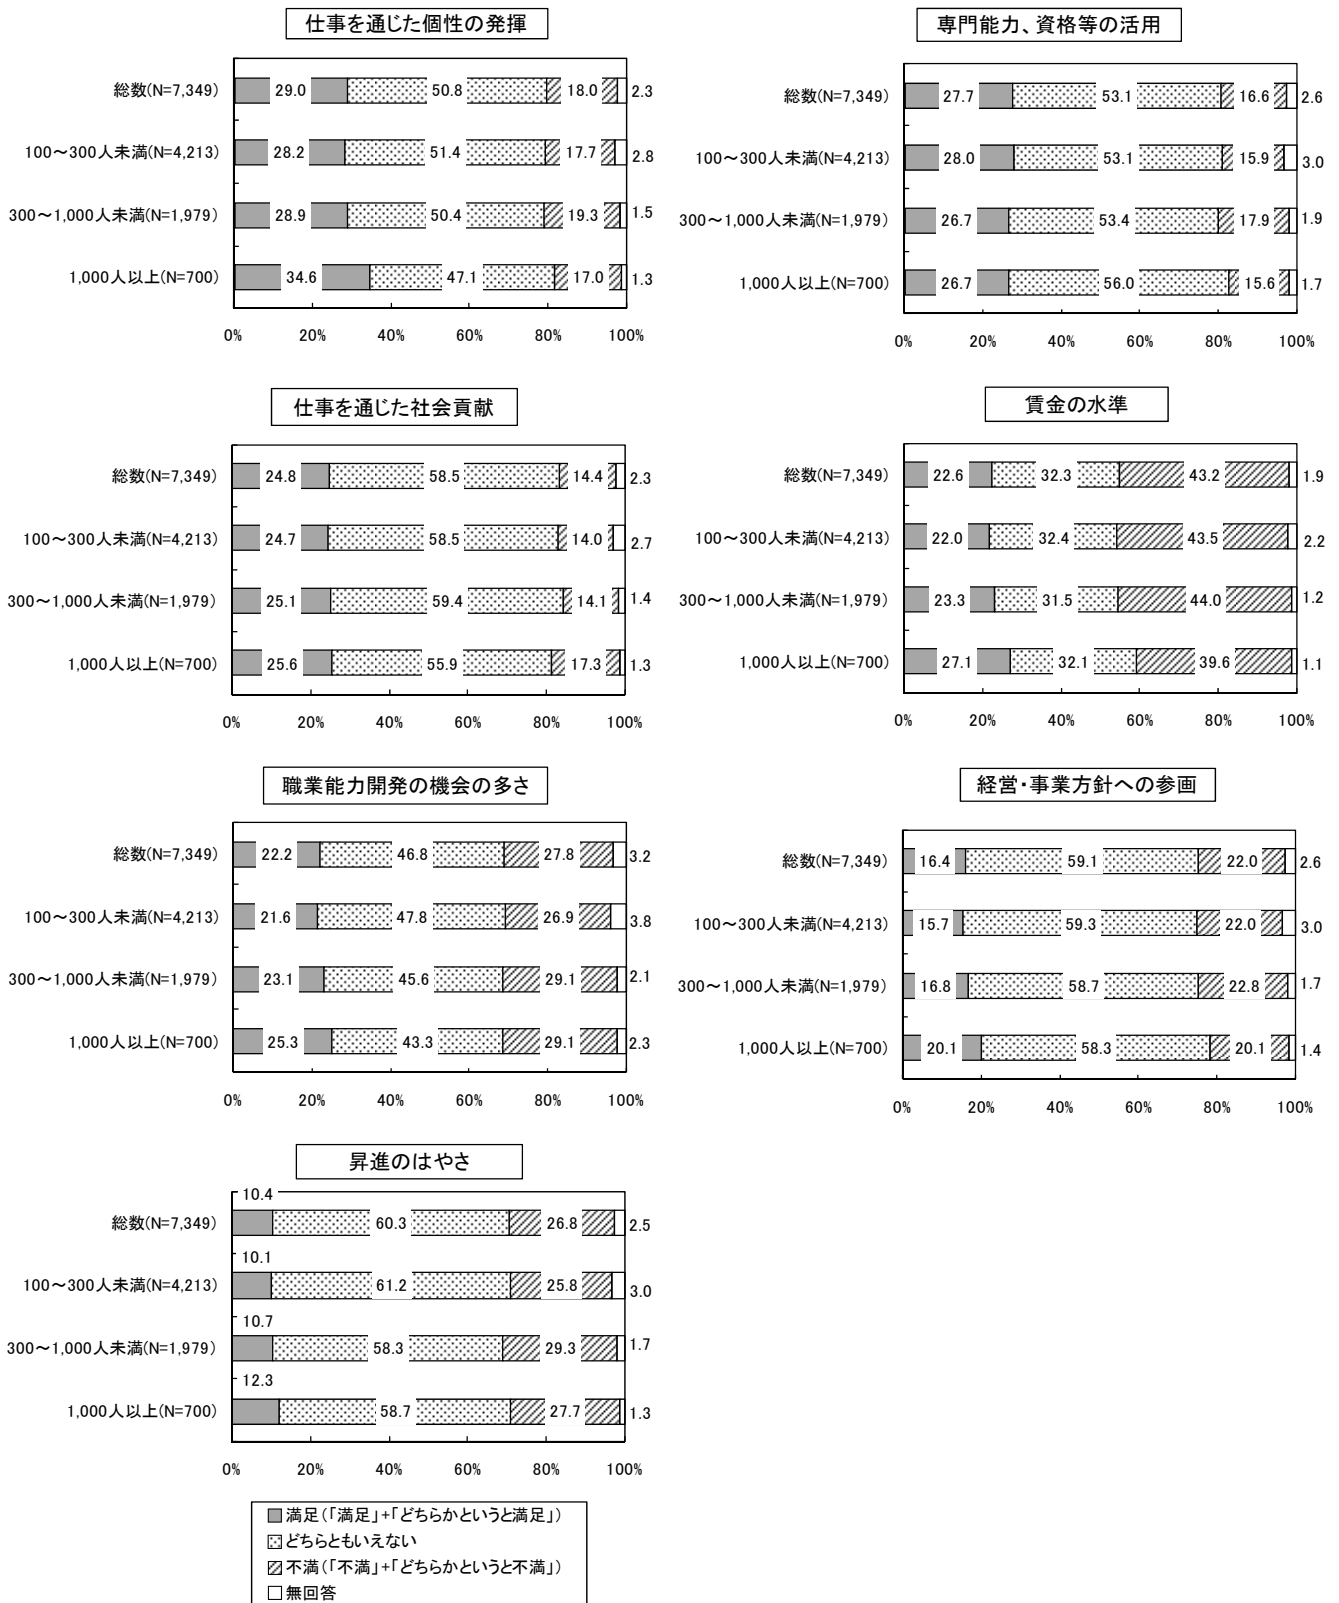 仕事を通じた個性の発揮
総数(N=7,349) 29.0 50.8 18.0 2.3
100～300人未満(N=4,213) 28.2 51.4 17.7 2.8
300～1,000人未満(N=1,979) 28.9 50.4 19.3 1.5
1,000人以上(N=700) 34.6 47.1 17.0 1.3
0% 20% 40% 60% 80% 100%
専門能力、資格等の活用
総数(N=7,349) 27.7 53.1 16.6 2.6
100～300人未満(N=4,213) 28.0 53.1 15.9 3.0
300～1,000人未満(N=1,979) 26.7 53.4 17.9 1.9
1,000人以上(N=700) 26.7 56.0 15.6 1.7
0% 20% 40% 60% 80% 100%
仕事を通じた社会貢献
総数(N=7,349) 24.8 58.5 14.4 2.3
100～300人未満(N=4,213) 24.7 58.5 14.0 2.7
300～1,000人未満(N=1,979) 25.1 59.4 14.1 1.4
1,000人以上(N=700) 25.6 55.9 17.3 1.3
0% 20% 40% 60% 80% 100%
賃金の水準
総数(N=7,349) 22.6 32.3 43.2 1.9
100～300人未満(N=4,213) 22.0 32.4 43.5 2.2
300～1,000人未満(N=1,979) 23.3 31.5 44.0 1.2
1,000人以上(N=700) 27.1 32.1 39.6 1.1
0% 20% 40% 60% 80% 100%
職業能力開発の機会の多さ
総数(N=7,349) 22.2 46.8 27.8 3.2
100～300人未満(N=4,213) 21.6 47.8 26.9 3.8
300～1,000人未満(N=1,979) 23.1 45.6 29.1 2.1
1,000人以上(N=700) 25.3 43.3 29.1 2.3
0% 20% 40% 60% 80% 100%
経営・事業方針への参画
総数(N=7,349) 16.4 59.1 22.0 2.6
100～300人未満(N=4,213) 15.7 59.3 22.0 3.0
300～1,000人未満(N=1,979) 16.8 58.7 22.8 1.7
1,000人以上(N=700) 20.1 58.3 20.1 1.4
0% 20% 40% 60% 80% 100%
昇進のはやさ
10.4
総数(N=7,349) 60.3 26.8 2.5
10.1
100～300人未満(N=4,213) 61.2 25.8 3.0
10.7
300～1,000人未満(N=1,979) 58.3 29.3 1.7
12.3
1,000人以上(N=700) 58.7 27.7 1.3
0% 20% 40% 60% 80% 100%
満足(「満足」+「どちらかというと満足」)
どちらともいえない
不満(「不満」+「どちらかというと不満」)
無回答